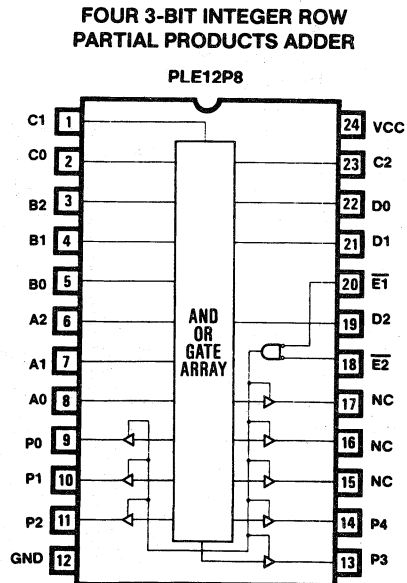 FOUR 3-BIT INTEGER ROW
PARTIAL PRODUCTS ADDER
PLE12P8
C1 1 24 VCC
C0 2 23 C2
B2 3 22 D0
B1 4 21 D1
B0 5 20 E1
A2 6 19 D2
A1 7 18 E2
A0 8 17 NC
P0 9 16 NC
P1 10 15 NC
P2 11 14 P4
GND 12 13 P3
AND
OR
GATE
ARRAY